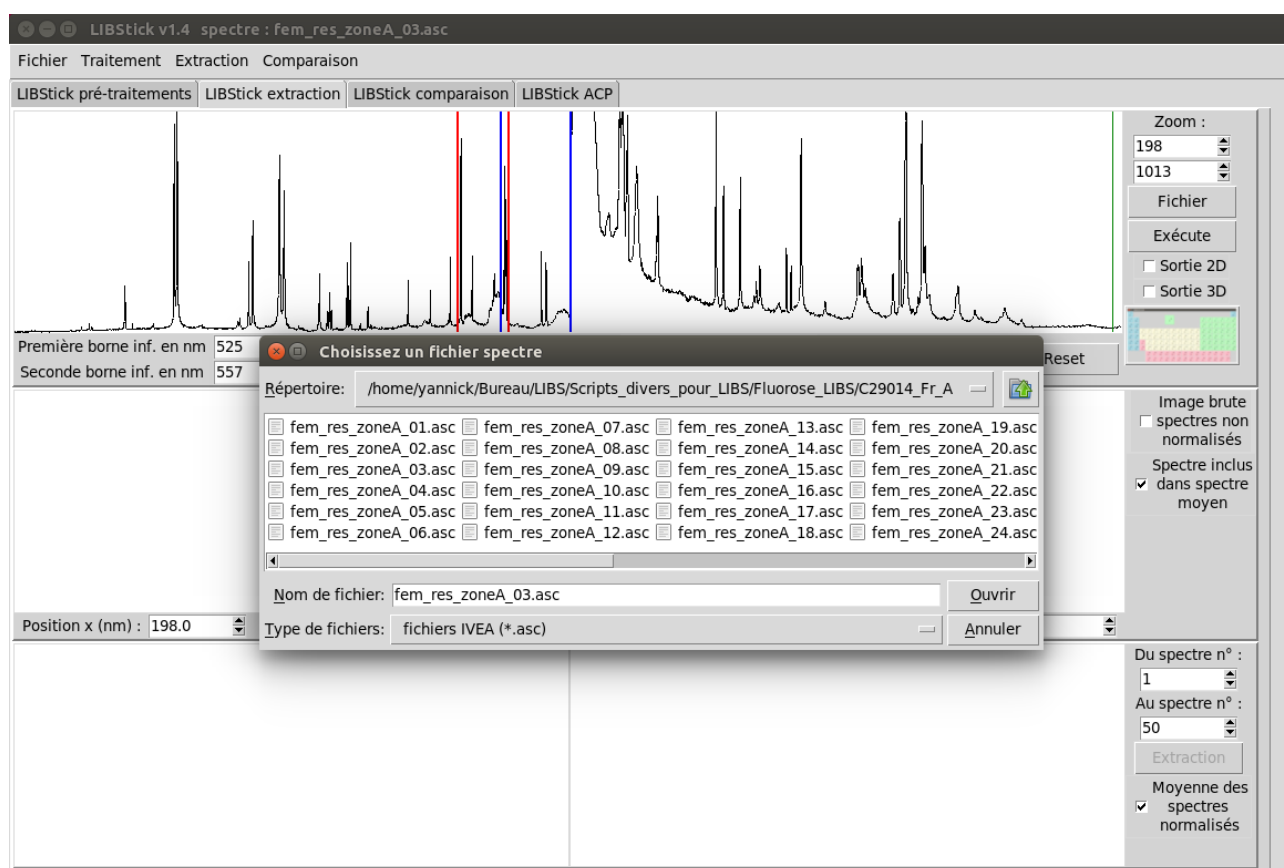 LIBStick v1.4 spectre : fem_res_zoneA_03.asc
Fichier Traitement Extraction Comparaison
LIBStick pré-traitements LIBStick extraction LIBStick comparaison LIBStick ACP
Zoom :
198
1013
Fichier
Exécute
Sortie 2D
Sortie 3D
Première borne inf. en nm 525
Seconde borne inf. en nm 557
Reset
Choisissez un fichier spectre
Répertoire: /home/yannick/Bureau/LIBS/Scripts_divers_pour_LIBS/Fluorose_LIBS/C29014_Fr_A
fem_res_zoneA_01.asc fem_res_zoneA_07.asc fem_res_zoneA_13.asc fem_res_zoneA_19.asc
fem_res_zoneA_02.asc fem_res_zoneA_08.asc fem_res_zoneA_14.asc fem_res_zoneA_20.asc
fem_res_zoneA_03.asc fem_res_zoneA_09.asc fem_res_zoneA_15.asc fem_res_zoneA_21.asc
fem_res_zoneA_04.asc fem_res_zoneA_10.asc fem_res_zoneA_16.asc fem_res_zoneA_22.asc
fem_res_zoneA_05.asc fem_res_zoneA_11.asc fem_res_zoneA_17.asc fem_res_zoneA_23.asc
fem_res_zoneA_06.asc fem_res_zoneA_12.asc fem_res_zoneA_18.asc fem_res_zoneA_24.asc
Nom de fichier: fem_res_zoneA_03.asc Ouvrir
Type de fichiers: fichiers IVEA (*.asc) Annuler
Image brute
spectres non
normalisés
Spectre inclus
dans spectre
moyen
Position x (nm) : 198.0
Du spectre n° :
1
Au spectre n° :
50
Extraction
Moyenne des
spectres
normalisés